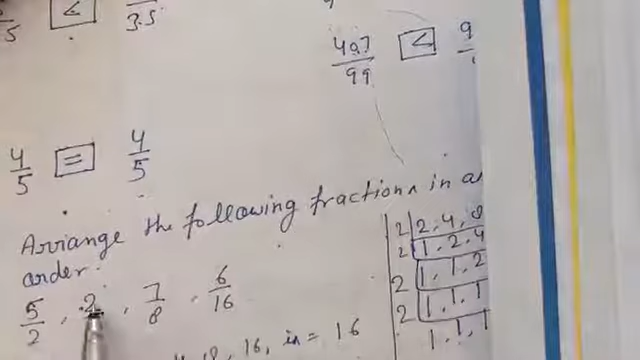 5 < 3.5
407/99 < 9
4/5 = 4/5
Arrange the following fractions in
order.
5/2 , 2 , 7/8 , 6/16
16, in = 16
2 | 2, 4, 8
2 | 1, 2, 4
2 | 1, 1, 2
2 | 1, 1, 1
1, 1, 1